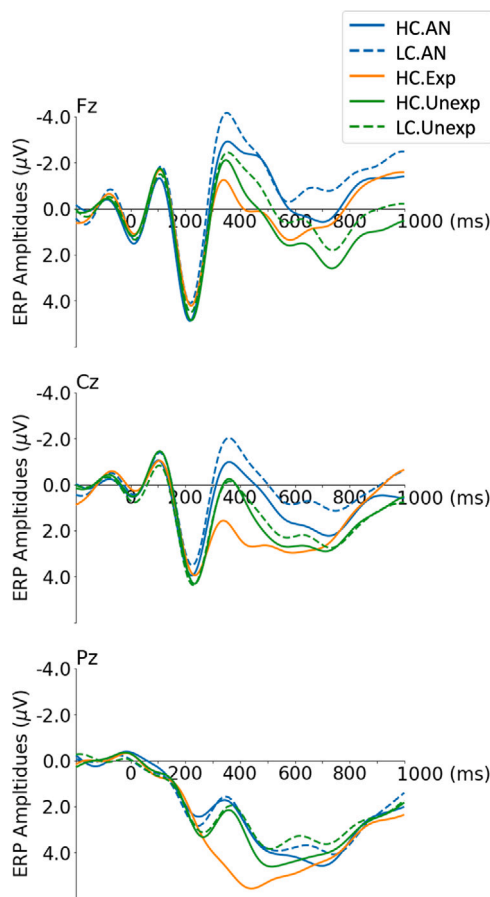 HC.AN
LC.AN
HC.Exp
HC.Unexp
LC.Unexp
Fz
-4.0
-2.0
0.0
2.0
4.0
ERP Ampltidues (μV)
0 200 400 600 800 1000 (ms)
Cz
-4.0
-2.0
0.0
2.0
4.0
ERP Ampltidues (μV)
0 200 400 600 800 1000 (ms)
Pz
-4.0
-2.0
0.0
2.0
4.0
ERP Ampltidues (μV)
0 200 400 600 800 1000 (ms)